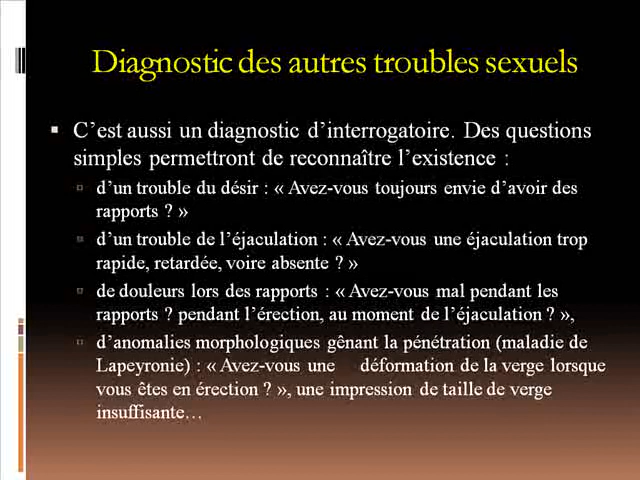 Diagnostic des autres troubles sexuels
C’est aussi un diagnostic d’interrogatoire. Des questions
simples permettront de reconnaître l’existence :
d’un trouble du désir : « Avez-vous toujours envie d’avoir des
rapports ? »
d’un trouble de l’éjaculation : « Avez-vous une éjaculation trop
rapide, retardée, voire absente ? »
de douleurs lors des rapports : « Avez-vous mal pendant les
rapports ? pendant l’érection, au moment de l’éjaculation ? »,
d’anomalies morphologiques gênant la pénétration (maladie de
Lapeyronie) : « Avez-vous une déformation de la verge lorsque
vous êtes en érection ? », une impression de taille de verge
insuffisante…